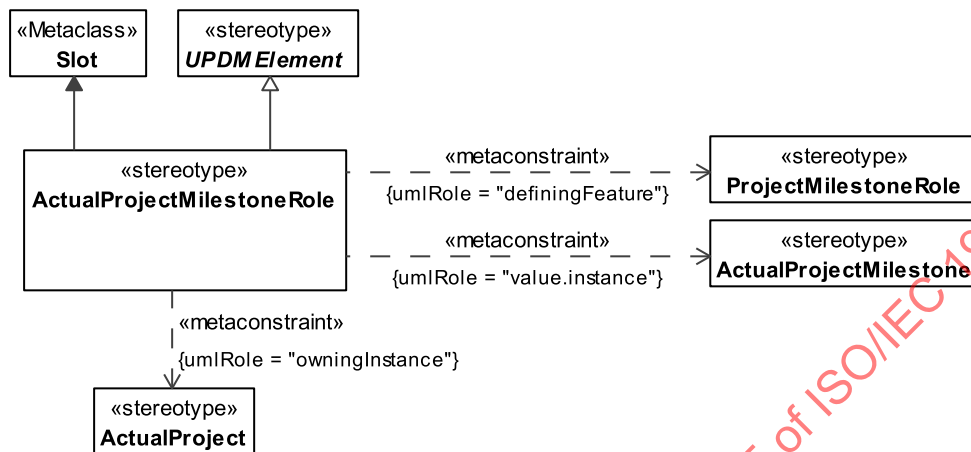 «Metaclass»
Slot
«stereotype»
UPDMElement
«stereotype»
ActualProjectMilestoneRole
«metaconstraint»
{umlRole = "definingFeature"}
«stereotype»
ProjectMilestoneRole
«metaconstraint»
{umlRole = "value.instance"}
«stereotype»
ActualProjectMilestone
«metaconstraint»
{umlRole = "owningInstance"}
«stereotype»
ActualProject
of ISO/IEC 19